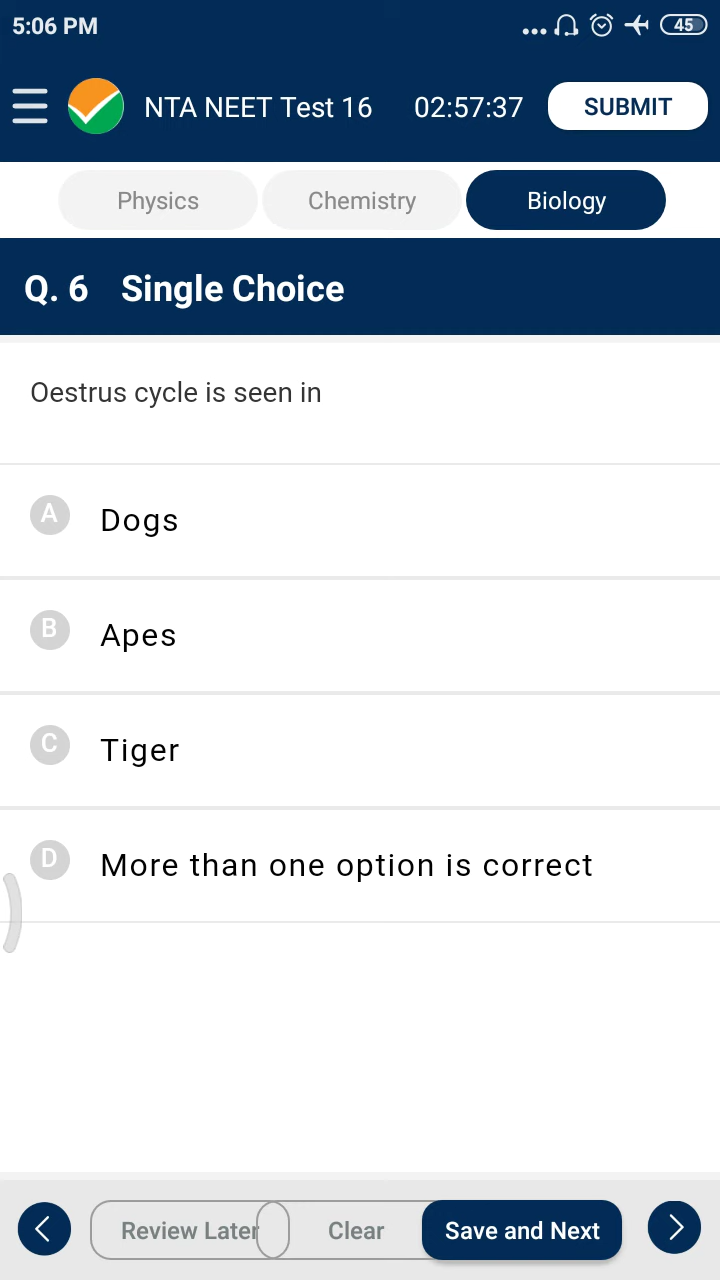 5:06 PM
45
NTA NEET Test 16 02:57:37 SUBMIT
Physics Chemistry Biology
Q. 6 Single Choice
Oestrus cycle is seen in
A Dogs
B Apes
C Tiger
D More than one option is correct
Review Later Clear Save and Next